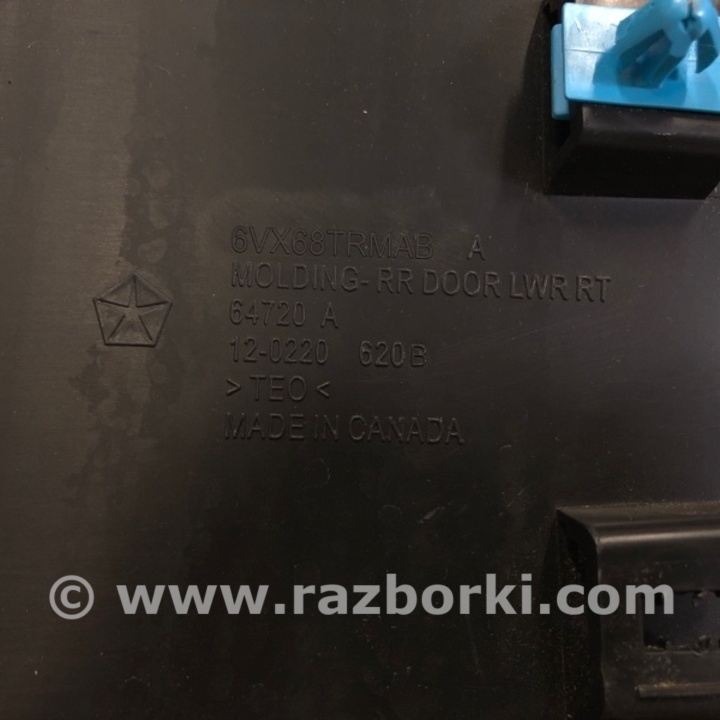 6VX68TRMAB A
MOLDING- RR DOOR LWR RT
64720 A
12-0220 620B
>TEO<
MADE IN CANADA
© www.razborki.com